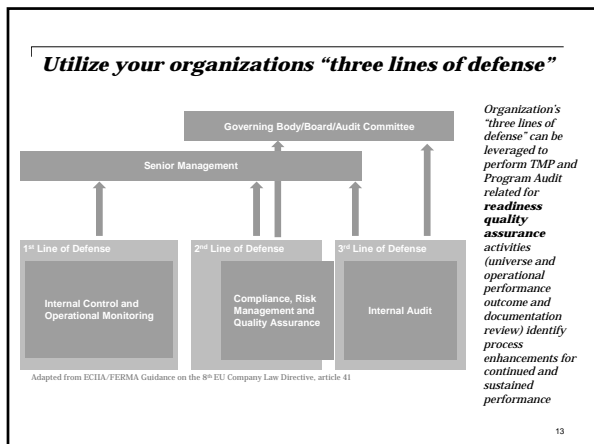 Utilize your organizations “three lines of defense”
Governing Body/Board/Audit Committee
Senior Management
1st Line of Defense
Internal Control and
Operational Monitoring
2nd Line of Defense
Compliance, Risk
Management and
Quality Assurance
3rd Line of Defense
Internal Audit
Adapted from ECIIA/FERMA Guidance on the 8th EU Company Law Directive, article 41
Organization’s
“three lines of
defense” can be
leveraged to
perform TMP and
Program Audit
related for
readiness
quality
assurance
activities
(universe and
operational
performance
outcome and
documentation
review) identify
process
enhancements for
continued and
sustained
performance
13